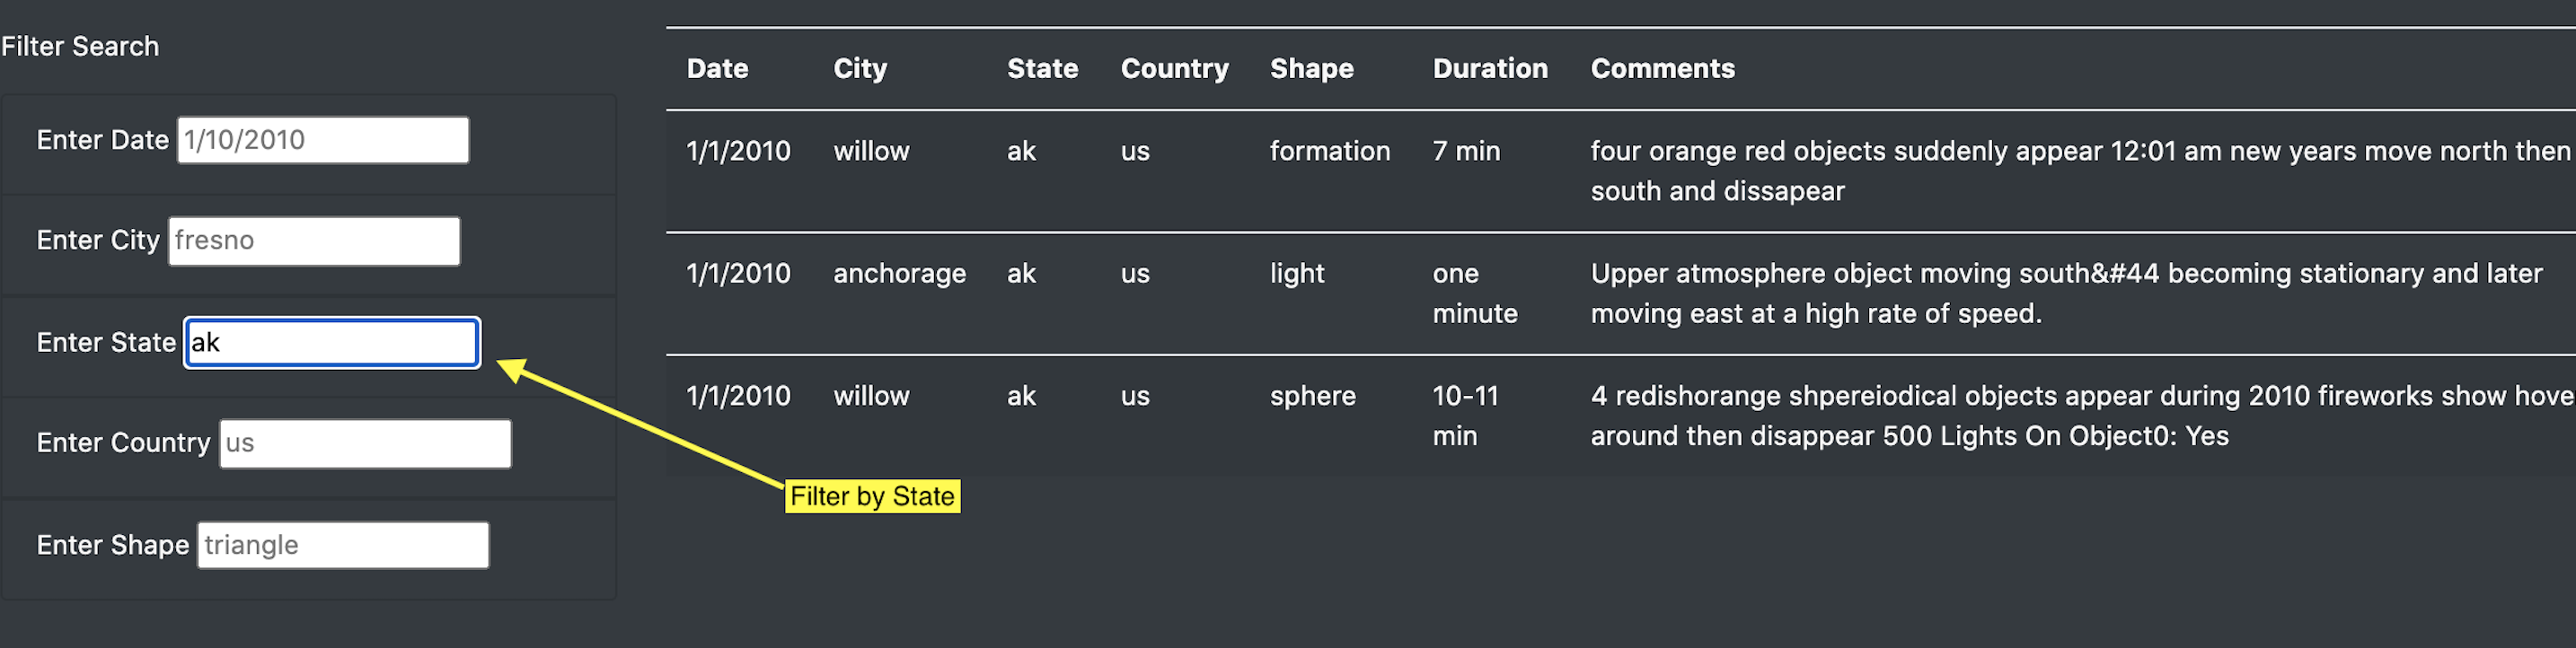 Filter Search
Enter Date 1/10/2010
Enter City fresno
Enter State ak
Enter Country us
Enter Shape triangle
Filter by State
Date City State Country Shape Duration Comments
1/1/2010 willow ak us formation 7 min four orange red objects suddenly appear 12:01 am new years move north then
south and dissapear
1/1/2010 anchorage ak us light one Upper atmosphere object moving south&#44 becoming stationary and later
minute moving east at a high rate of speed.
1/1/2010 willow ak us sphere 10-11 4 redishorange shpereiodical objects appear during 2010 fireworks show hove
min around then disappear 500 Lights On Object0: Yes